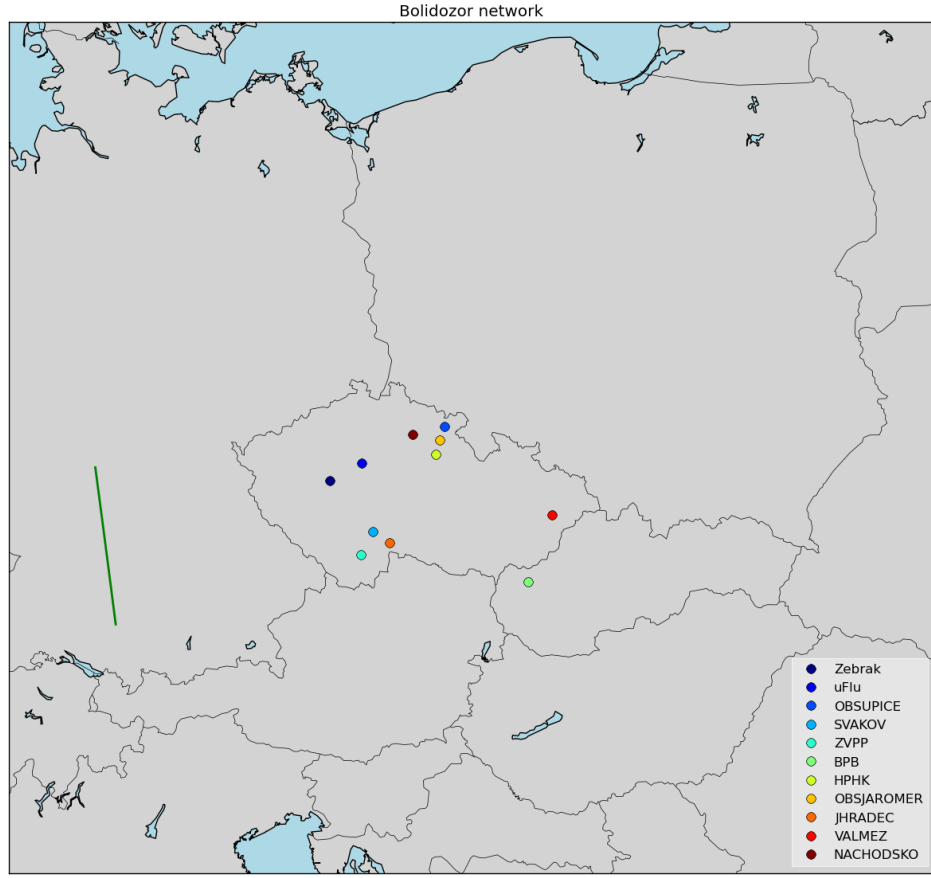 Bolidozor network
Zebrak
uFlu
OBSUPICE
SVAKOV
ZVPP
BPB
HPHK
OBSJAROMER
JHRADEC
VALMEZ
NACHODSKO